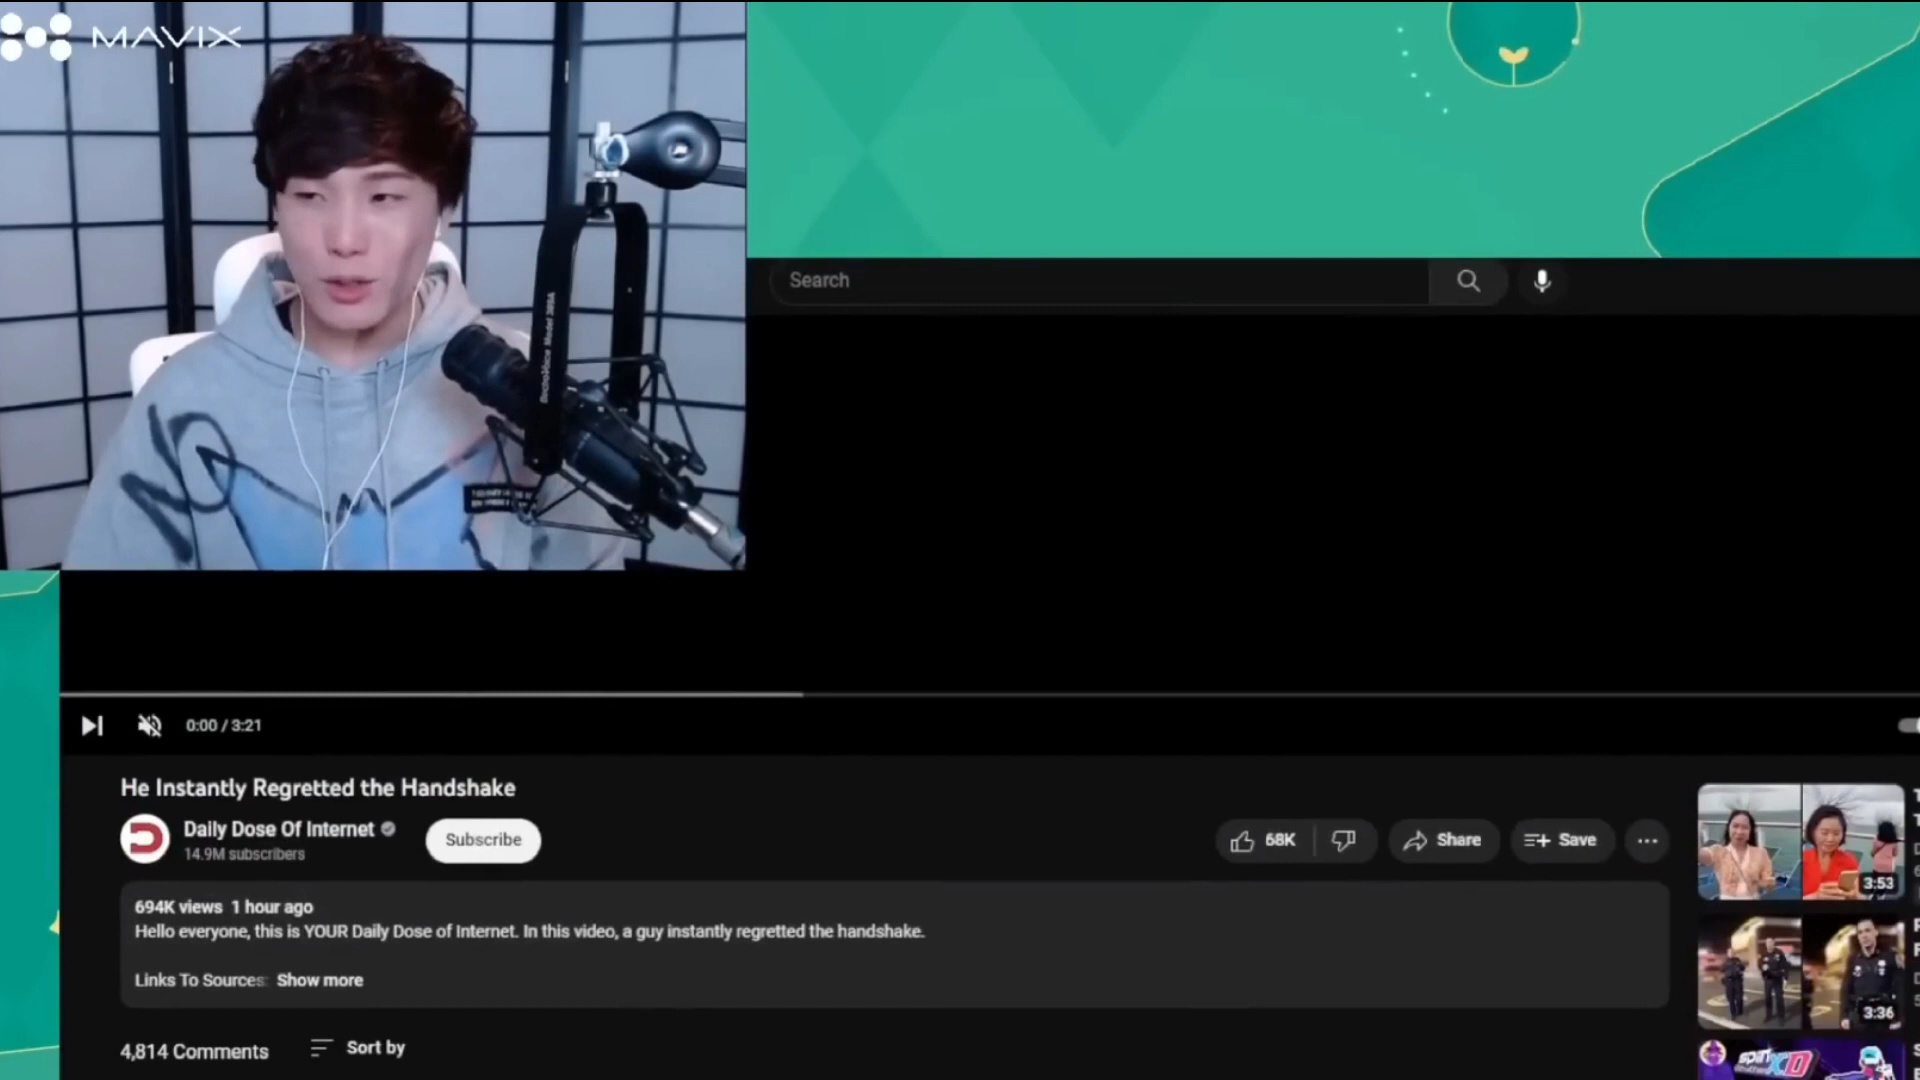 MAVIX
Search
ElectroVoice Model 309A
0:00 / 3:21
He Instantly Regretted the Handshake
Daily Dose Of Internet
14.9M subscribers
Subscribe
68K
Share
Save
694K views 1 hour ago
Hello everyone, this is YOUR Daily Dose of Internet. In this video, a guy instantly regretted the handshake.
Links To Sources: Show more
4,814 Comments
Sort by
3:53
3:36